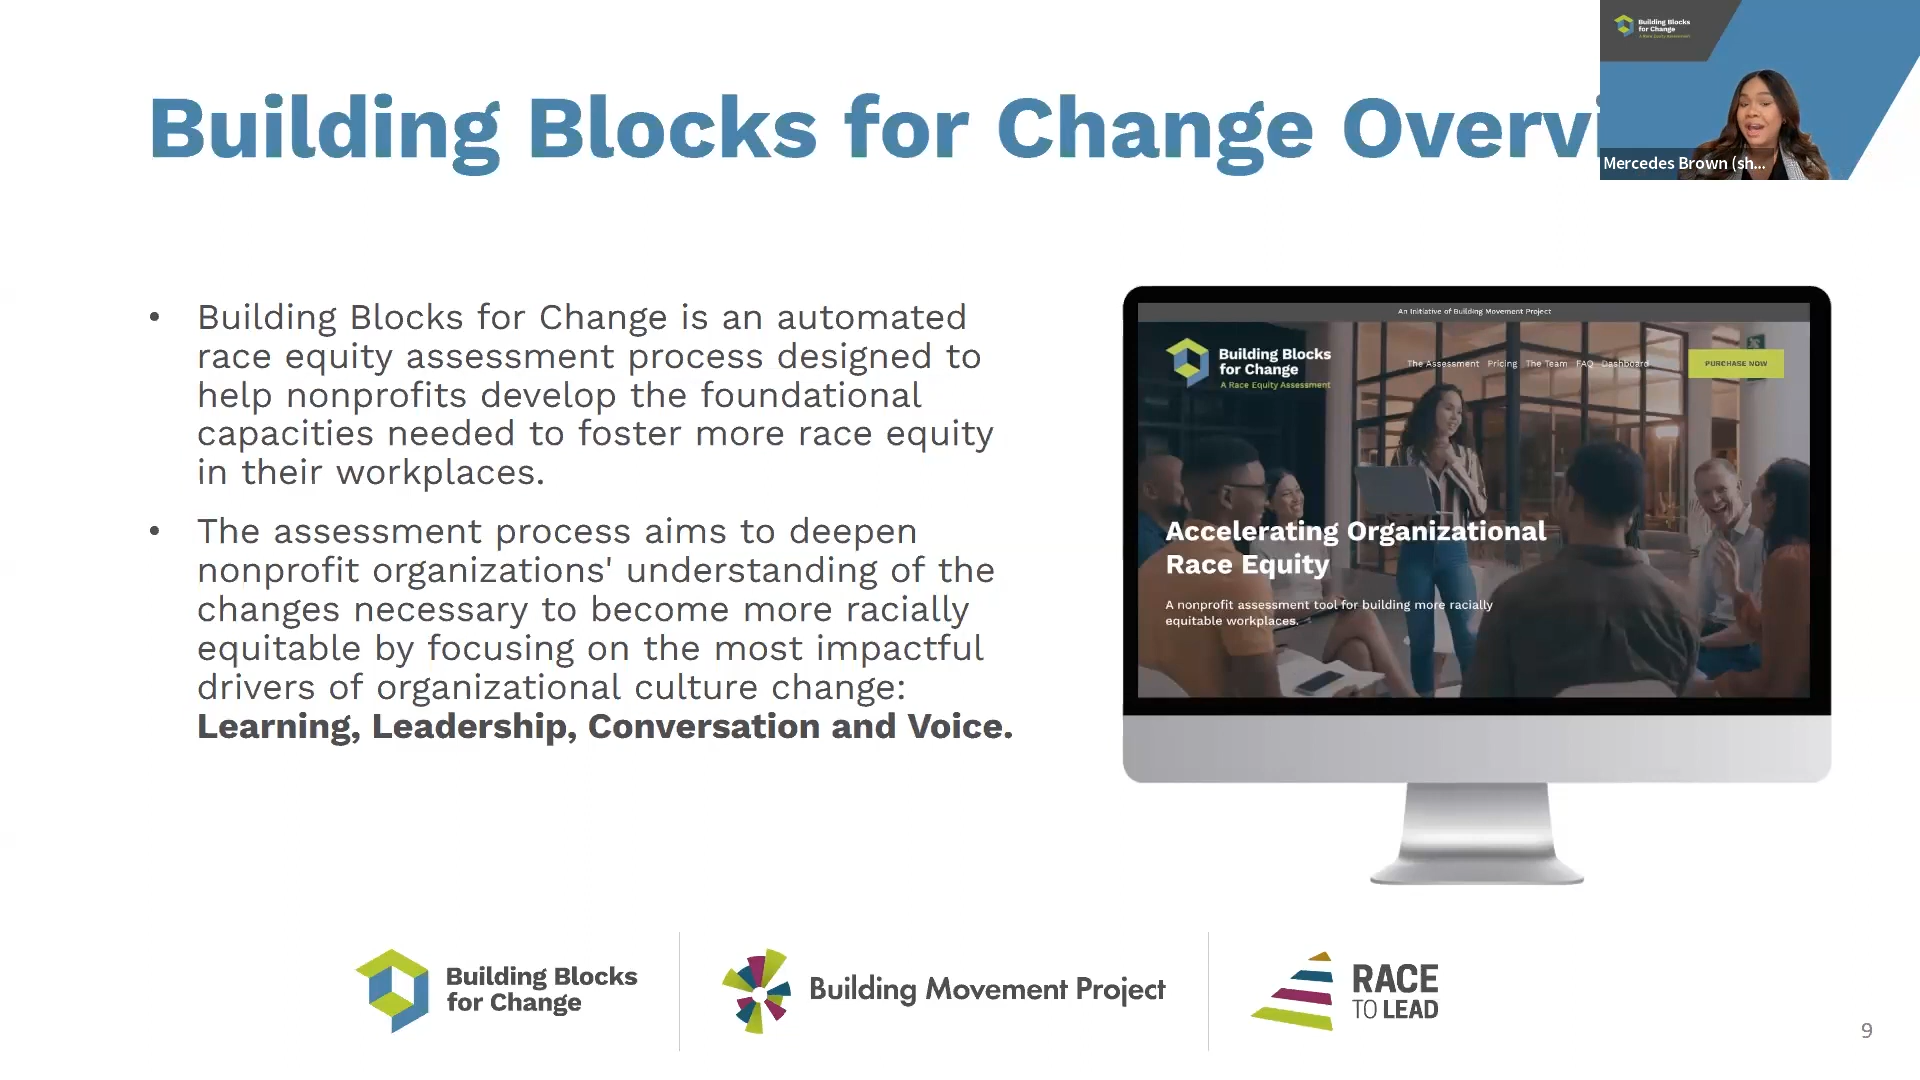 Building Blocks for Change Overvi
Building Blocks
for Change
A Race Equity Assessment
Mercedes Brown (sh...
• Building Blocks for Change is an automated
race equity assessment process designed to
help nonprofits develop the foundational
capacities needed to foster more race equity
in their workplaces.
• The assessment process aims to deepen
nonprofit organizations' understanding of the
changes necessary to become more racially
equitable by focusing on the most impactful
drivers of organizational culture change:
Learning, Leadership, Conversation and Voice.
An Initiative of Building Movement Project
Building Blocks
for Change
A Race Equity Assessment
The Assessment Pricing The Team FAQ Dashboard
PURCHASE NOW
Accelerating Organizational
Race Equity
A nonprofit assessment tool for building more racially
equitable workplaces.
Building Blocks
for Change
Building Movement Project
RACE
TO LEAD
9